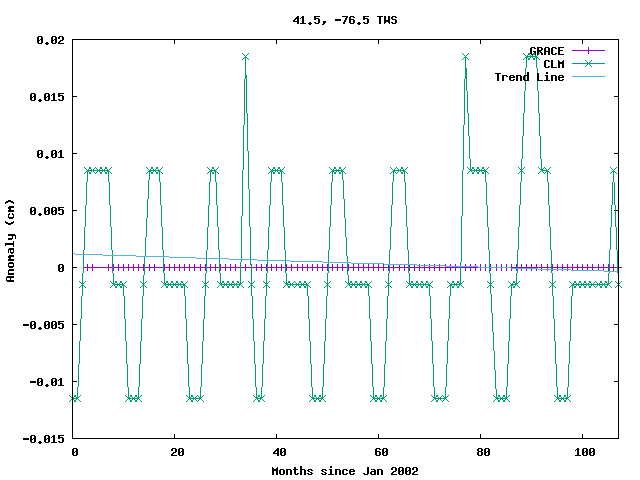 41.5, -76.5 TWS
GRACE
CLM
Trend Line
0.02
0.015
0.01
0.005
0
-0.005
-0.01
-0.015
Anomaly (cm)
0 20 40 60 80 100
Months since Jan 2002